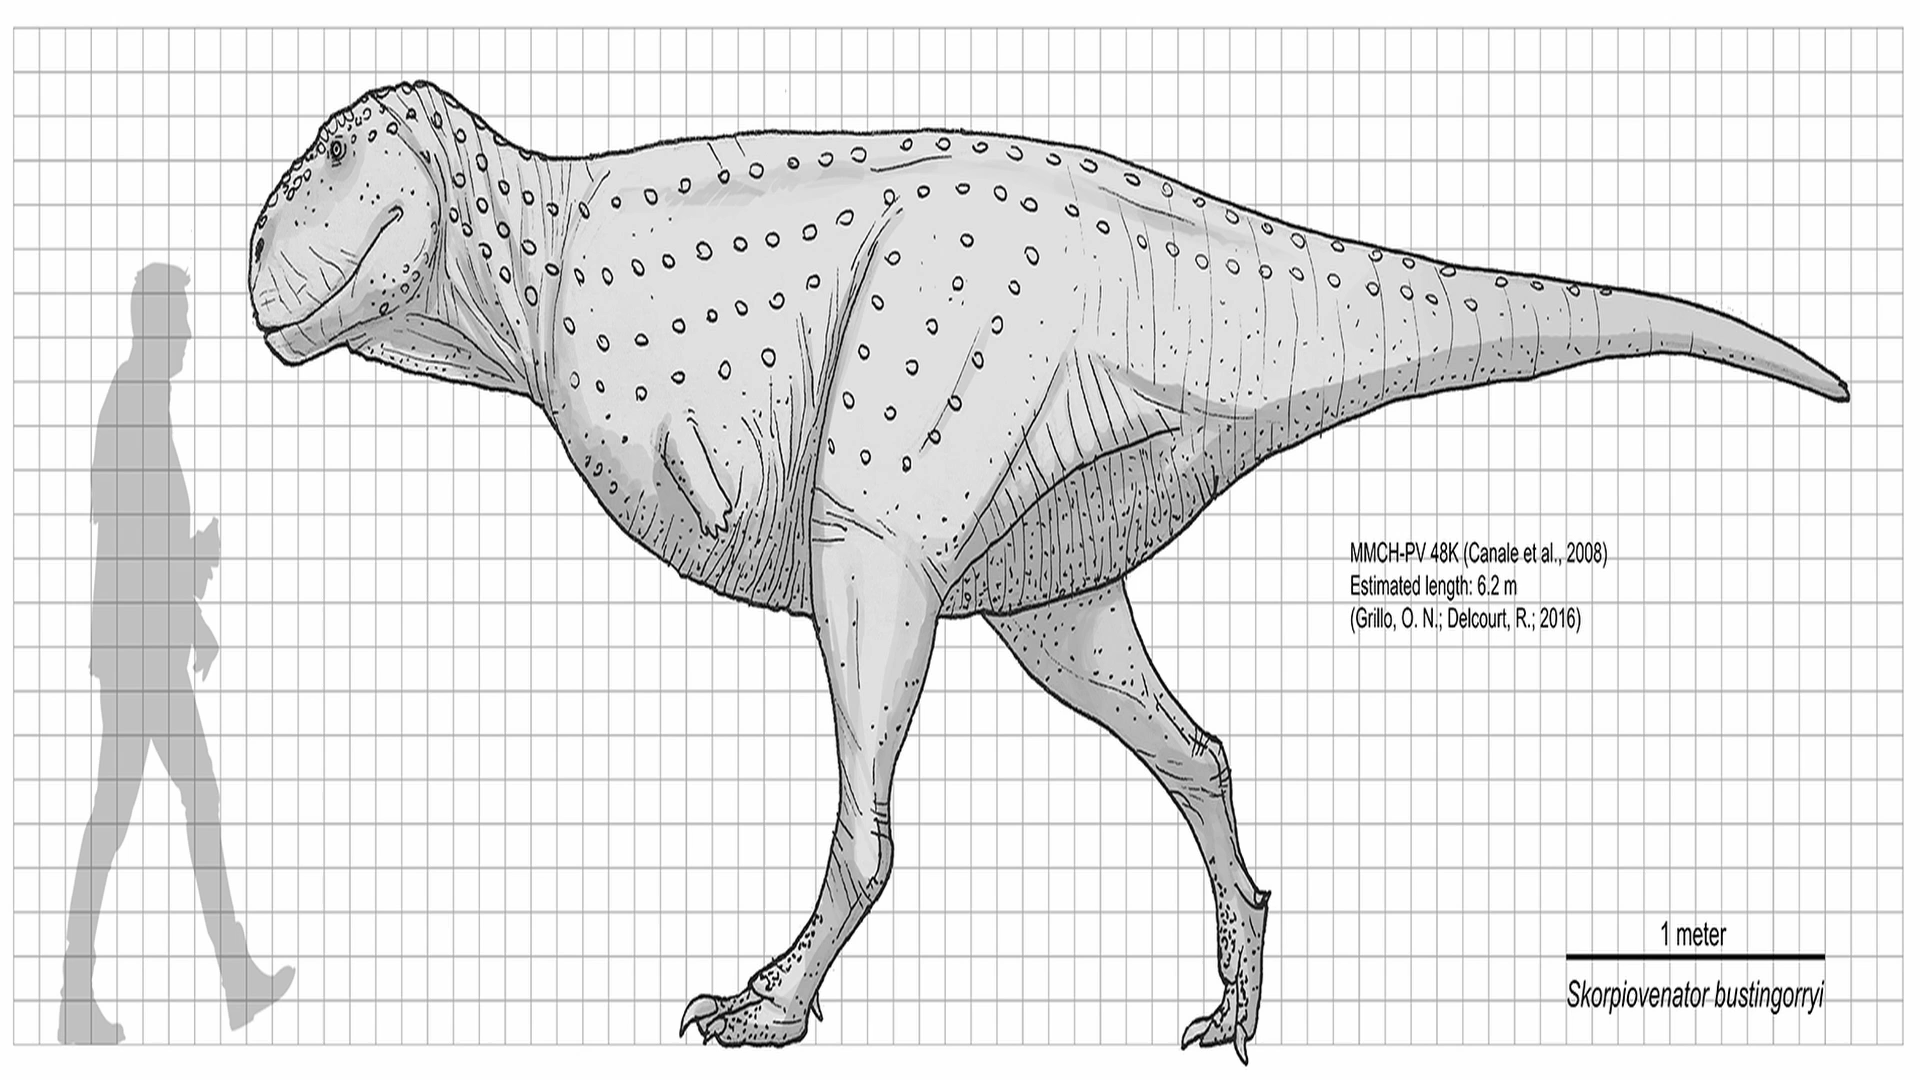 MMCH-PV 48K (Canale et al., 2008)
Estimated length: 6.2 m
(Grillo, O. N.; Delcourt, R.; 2016)
1 meter
Skorpiovenator bustingorryi